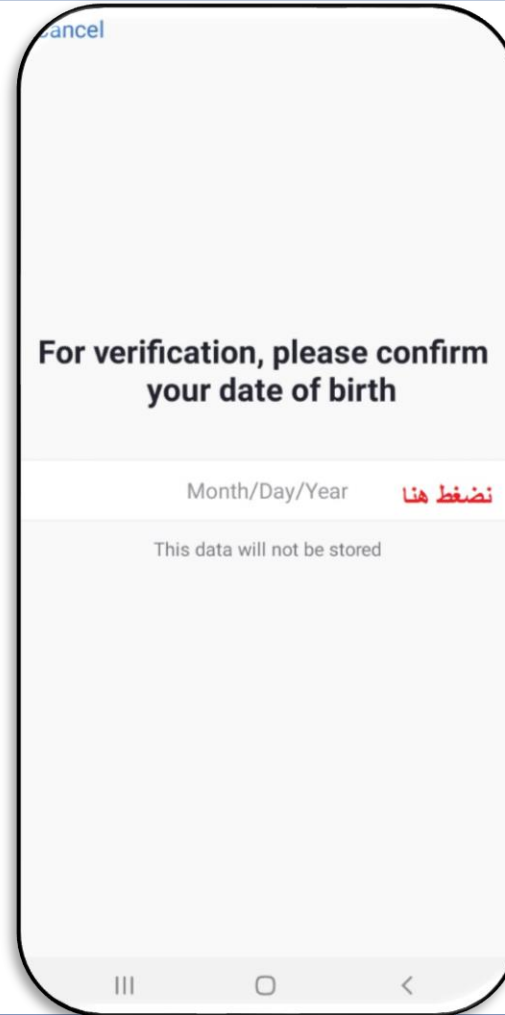 Cancel
For verification, please confirm
your date of birth
Month/Day/Year نضغط هنا
This data will not be stored